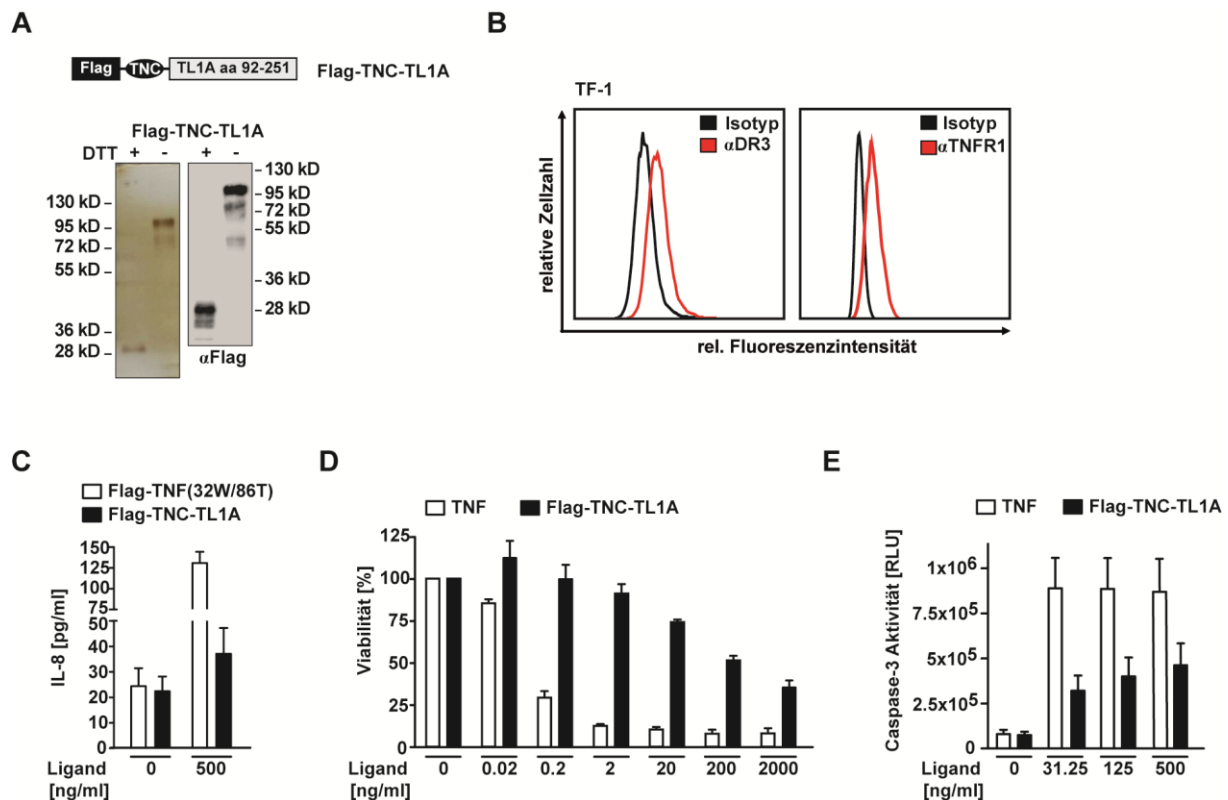 A
Flag TNC TL1A aa 92-251 Flag-TNC-TL1A
Flag-TNC-TL1A
DTT + - + -
130 kD
95 kD
72 kD
55 kD
36 kD
28 kD
130 kD
95 kD
72 kD
55 kD
36 kD
28 kD
αFlag
B
TF-1
relative Zellzahl
Isotyp
αDR3
Isotyp
αTNFR1
rel. Fluoreszenzintensität
C
Flag-TNF(32W/86T)
Flag-TNC-TL1A
IL-8 [pg/ml]
150
125
100
75
50
40
30
20
10
0
Ligand 0 500
[ng/ml]
D
TNF Flag-TNC-TL1A
Viabilität [%]
125
100
75
50
25
0
Ligand 0 0.02 0.2 2 20 200 2000
[ng/ml]
E
TNF Flag-TNC-TL1A
Caspase-3 Aktivität [RLU]
1x10⁶
7.5x10⁵
5x10⁵
2.5x10⁵
0
Ligand 0 31.25 125 500
[ng/ml]